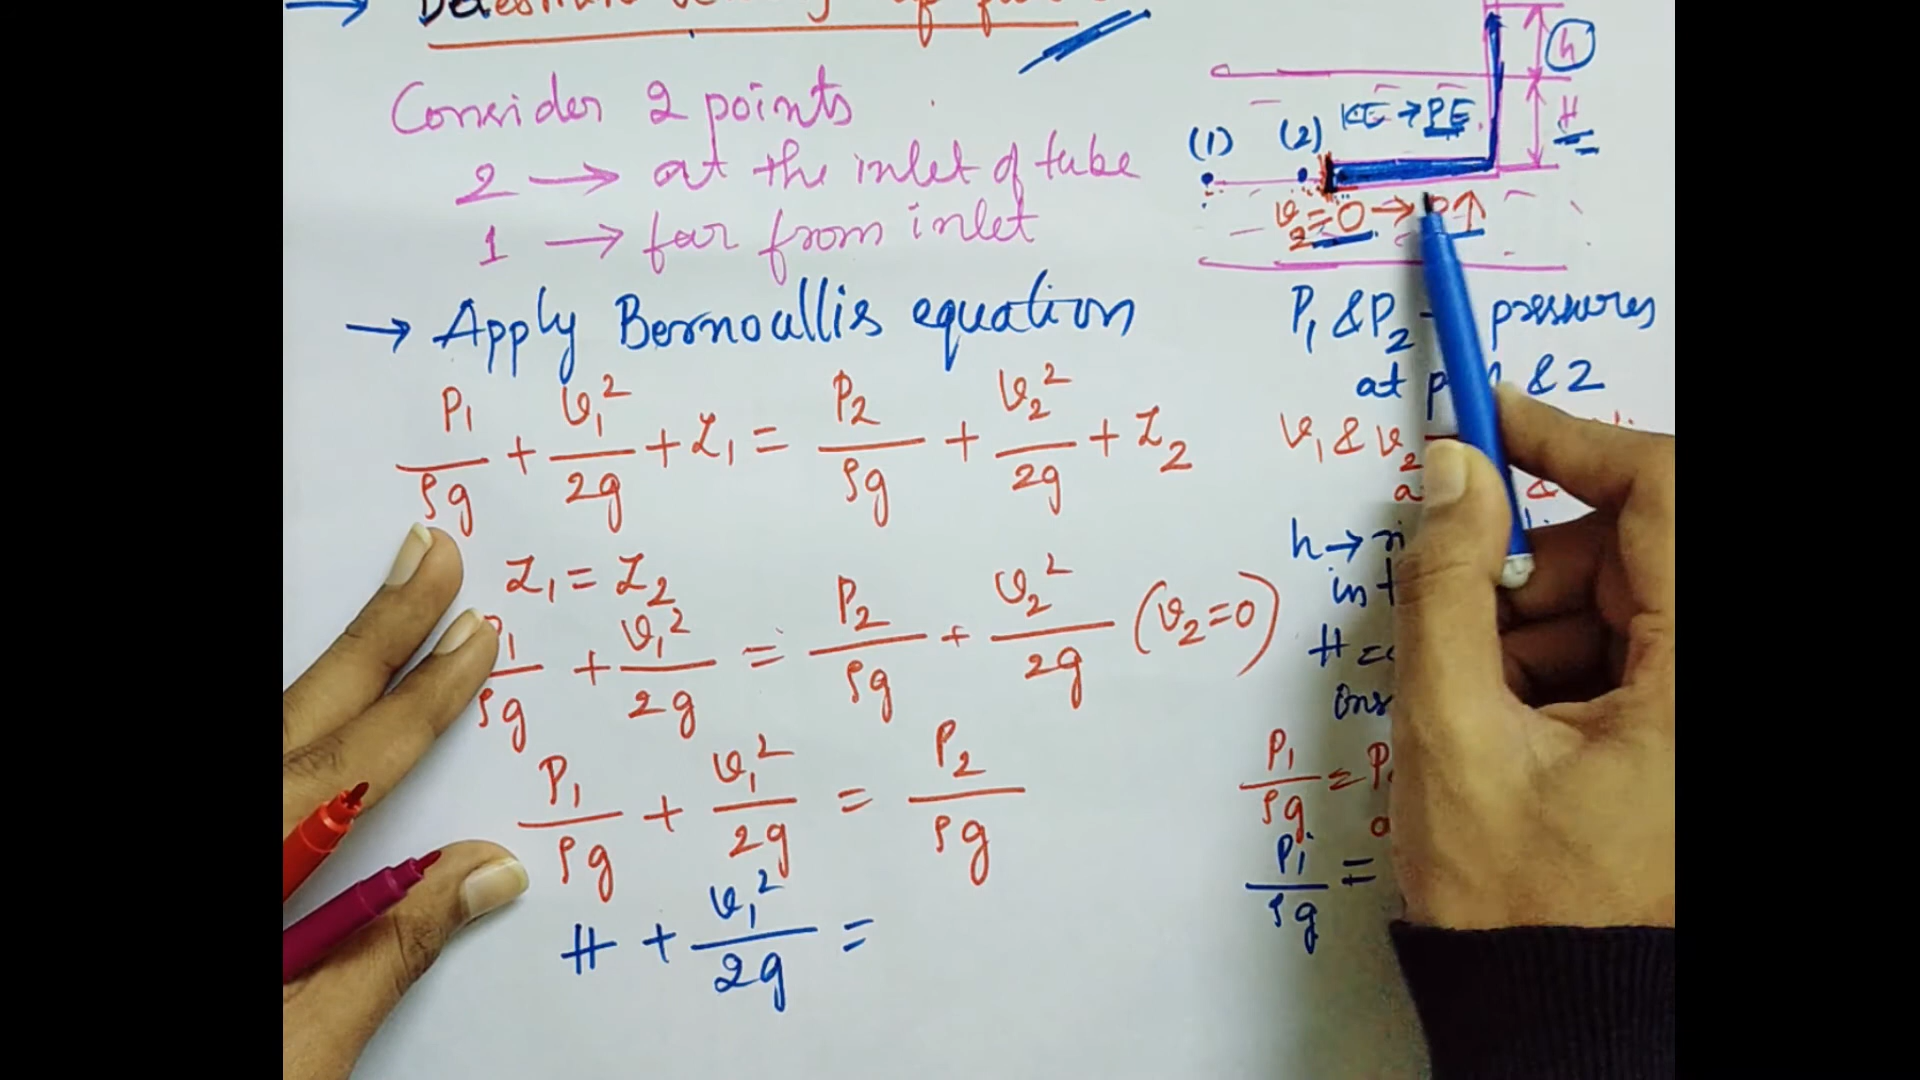 Consider 2 points
2 → at the inlet of tube
1 → far from inlet
→ Apply Bernoullis equation
P₁/ρg + v₁²/2g + Z₁ = P₂/ρg + v₂²/2g + Z₂
Z₁ = Z₂
P₁/ρg + v₁²/2g = P₂/ρg + v₂²/2g (v₂=0)
P₁/ρg + v₁²/2g = P₂/ρg
H + v₁²/2g =
h
H
KE → PE
(1) (2)
v₂=0 → ↑
P₁ & P₂ pressures
at & 2
v₁ & v₂
&
h →
in
H =
P₁/ρg =
P₁/ρg =